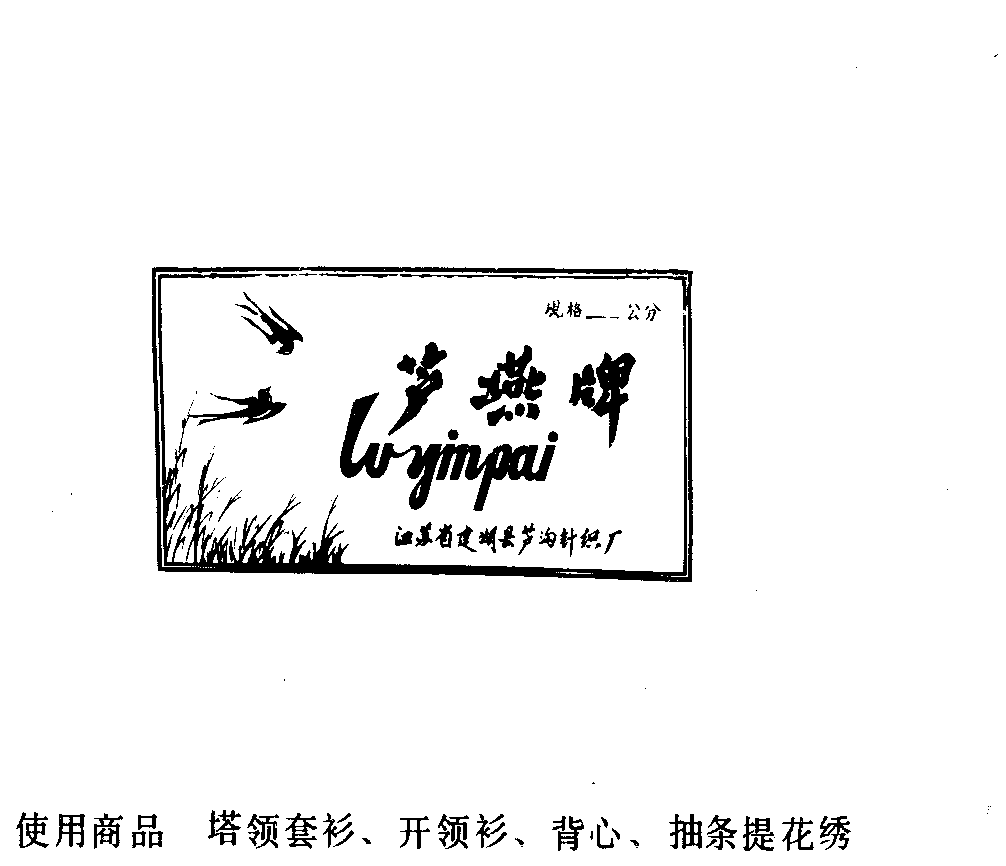 规格___公分
芦燕牌
lu yinpai
江苏省建湖县芦沟针织厂
使用商品 塔领套衫、开领衫、背心、抽条提花绣